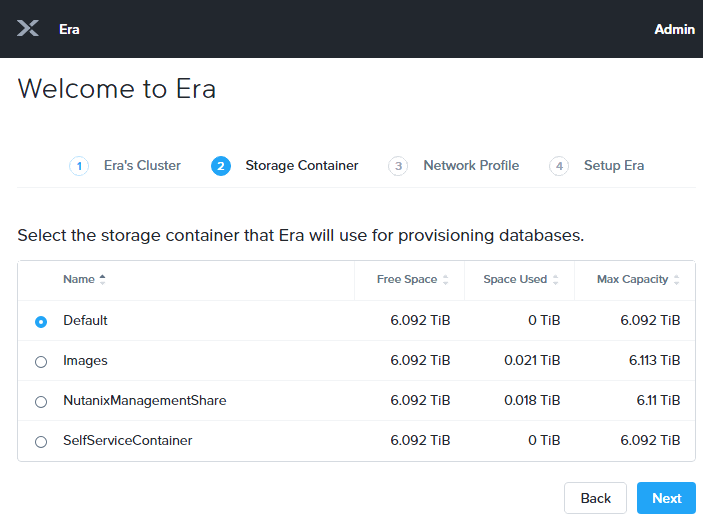 Era Admin
Welcome to Era
1 Era's Cluster 2 Storage Container 3 Network Profile 4 Setup Era
Select the storage container that Era will use for provisioning databases.
Name Free Space Space Used Max Capacity
Default 6.092 TiB 0 TiB 6.092 TiB
Images 6.092 TiB 0.021 TiB 6.113 TiB
NutanixManagementShare 6.092 TiB 0.018 TiB 6.11 TiB
SelfServiceContainer 6.092 TiB 0 TiB 6.092 TiB
Back Next